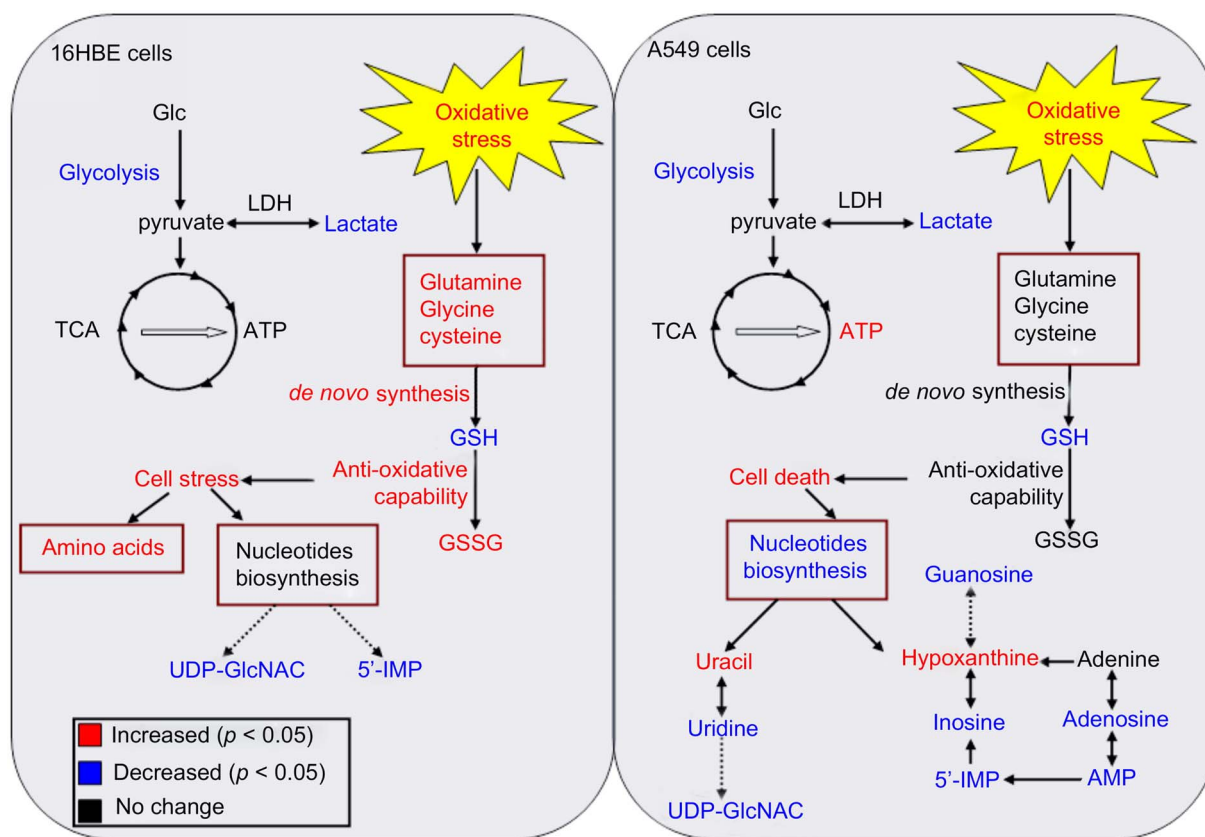 16HBE cells
Oxidative
stress
Glc
Glycolysis
LDH
pyruvate
Lactate
Glutamine
Glycine
cysteine
TCA
ATP
de novo synthesis
GSH
Cell stress
Anti-oxidative
capability
Amino acids
Nucleotides
biosynthesis
GSSG
UDP-GlcNAC
5’-IMP
Increased (p < 0.05)
Decreased (p < 0.05)
No change
A549 cells
Oxidative
stress
Glc
Glycolysis
LDH
pyruvate
Lactate
Glutamine
Glycine
cysteine
TCA
ATP
de novo synthesis
GSH
Cell death
Anti-oxidative
capability
Nucleotides
biosynthesis
GSSG
Guanosine
Uracil
Hypoxanthine
Adenine
Uridine
Inosine
Adenosine
5’-IMP
AMP
UDP-GlcNAC